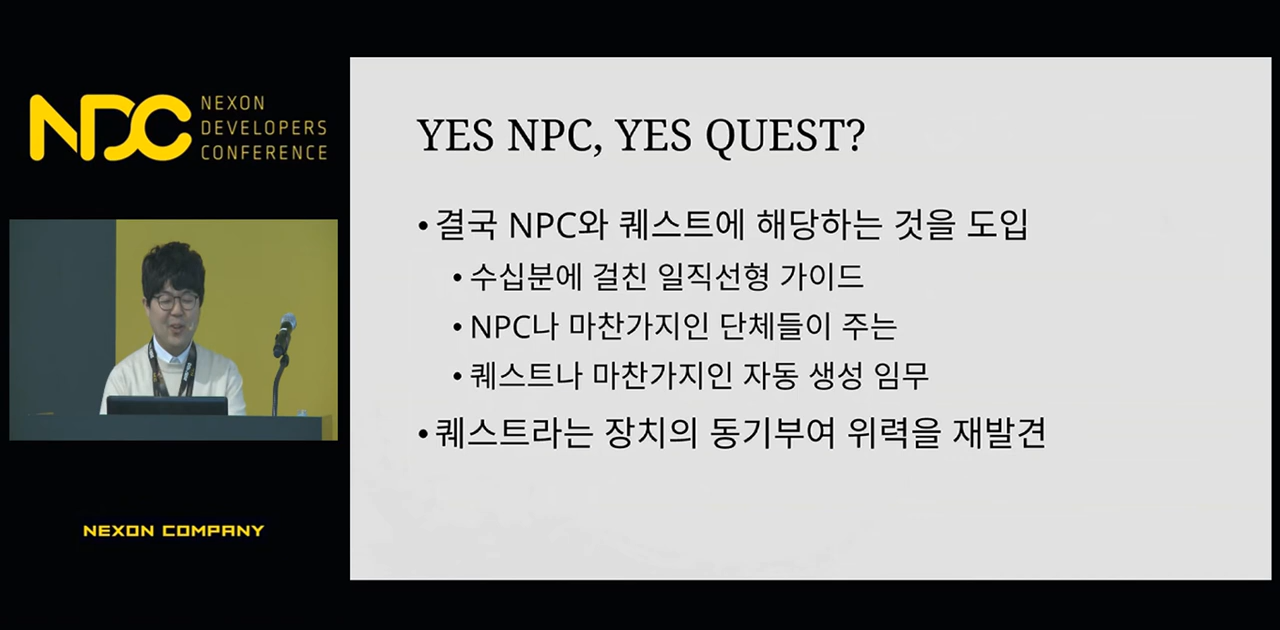 NDC
NEXON
DEVELOPERS
CONFERENCE
YES NPC, YES QUEST?
• 결국 NPC와 퀘스트에 해당하는 것을 도입
• 수십분에 걸친 일직선형 가이드
• NPC나 마찬가지인 단체들이 주는
• 퀘스트나 마찬가지인 자동 생성 임무
• 퀘스트라는 장치의 동기부여 위력을 재발견
NEXON COMPANY